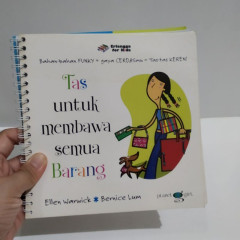 Erlangga
for Kids
Bahan-bahan FUNKY - gaya CERDASmu - Tas-tas KEREN
Tas
untuk
membawa
semua
Barang
Ellen Warwick Bernice Lum